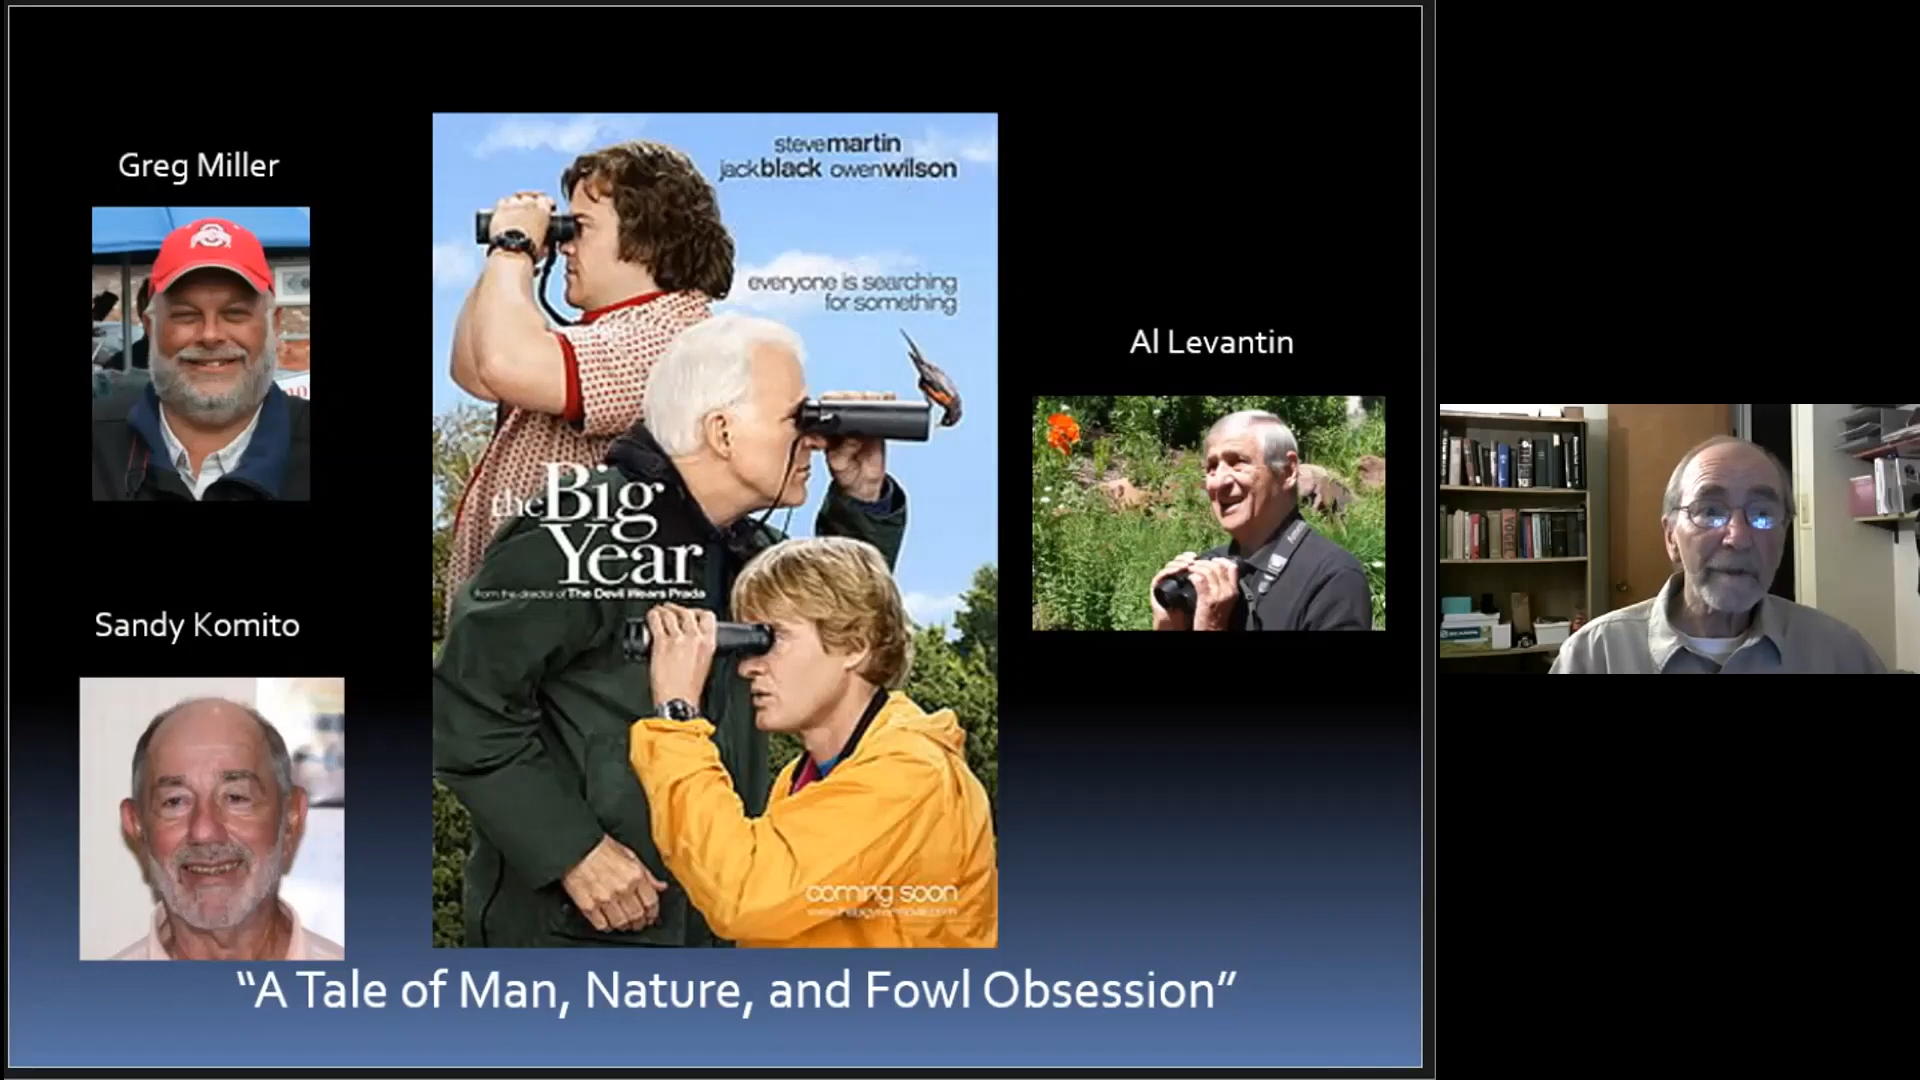 Greg Miller
stevemartin
jackblack owenwilson
everyone is searching
for something
Al Levantin
the Big
Year
from the director of The Devil Wears Prada
Sandy Komito
coming soon
“A Tale of Man, Nature, and Fowl Obsession”